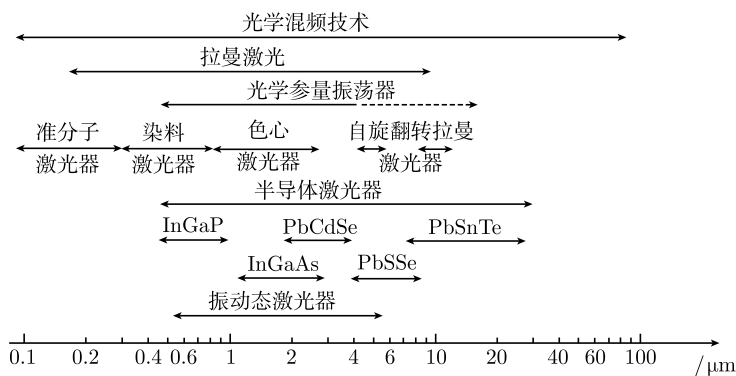 光学混频技术
拉曼激光
光学参量振荡器
准分子 染料 色心 自旋翻转拉曼
激光器 激光器 激光器 激光器
半导体激光器
InGaP PbCdSe PbSnTe
InGaAs PbSSe
振动态激光器
0.1 0.2 0.4 0.6 1 2 4 6 10 20 40 60 100
/μm